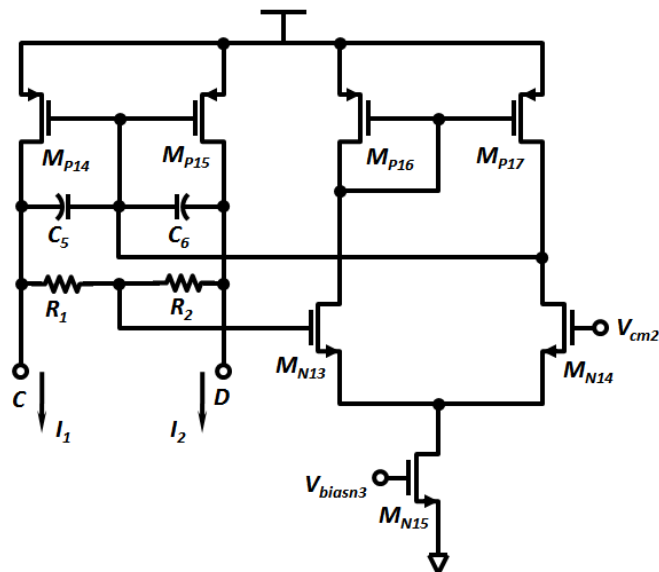 M_P14
M_P15
M_P16
M_P17
C_5
C_6
R_1
R_2
V_cm2
M_N13
M_N14
C
D
I_1
I_2
V_biasn3
M_N15